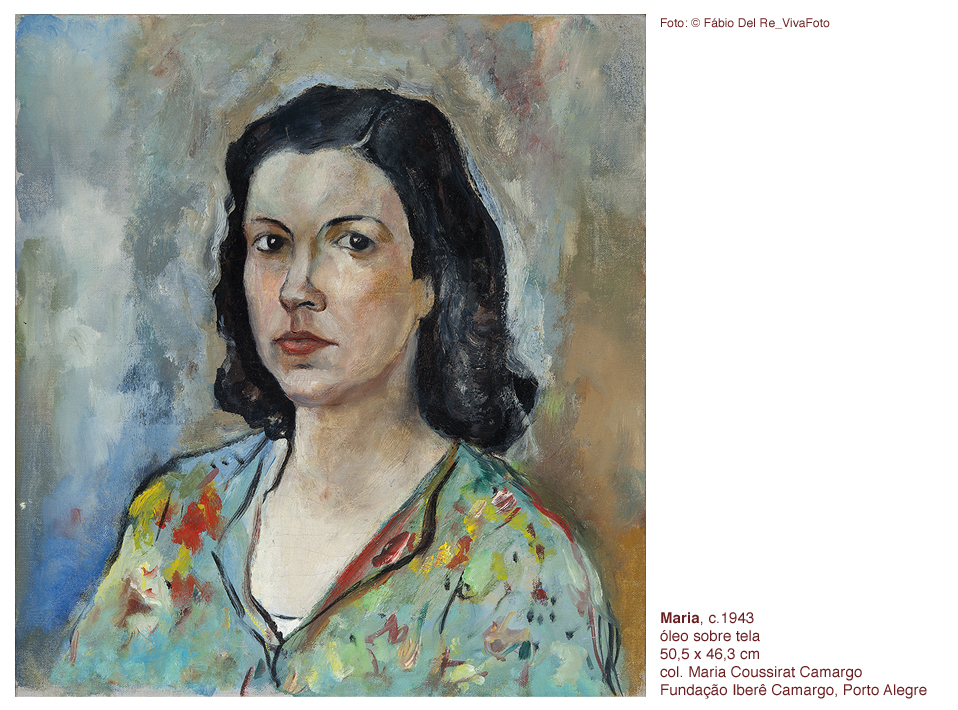 Foto: © Fábio Del Re_VivaFoto
Maria, c.1943
óleo sobre tela
50,5 x 46,3 cm
col. Maria Coussirat Camargo
Fundação Iberê Camargo, Porto Alegre